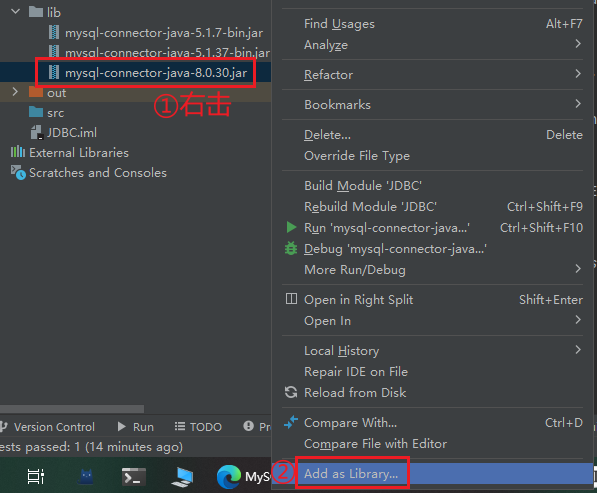 lib
mysql-connector-java-5.1.7-bin.jar
mysql-connector-java-5.1.37-bin.jar
mysql-connector-java-8.0.30.jar
①右击
out
src
JDBC.iml
External Libraries
Scratches and Consoles
Version Control Run TODO Pr
ests passed: 1 (14 minutes ago)
MyS
Find Usages Alt+F7
Analyze
Refactor
Bookmarks
Delete... Delete
Override File Type
Build Module 'JDBC'
Rebuild Module 'JDBC' Ctrl+Shift+F9
Run 'mysql-connector-java...' Ctrl+Shift+F10
Debug 'mysql-connector-java...'
More Run/Debug
Open in Right Split Shift+Enter
Open In
Local History
Repair IDE on File
Reload from Disk
Compare With... Ctrl+D
Compare File with Editor
② Add as Library...